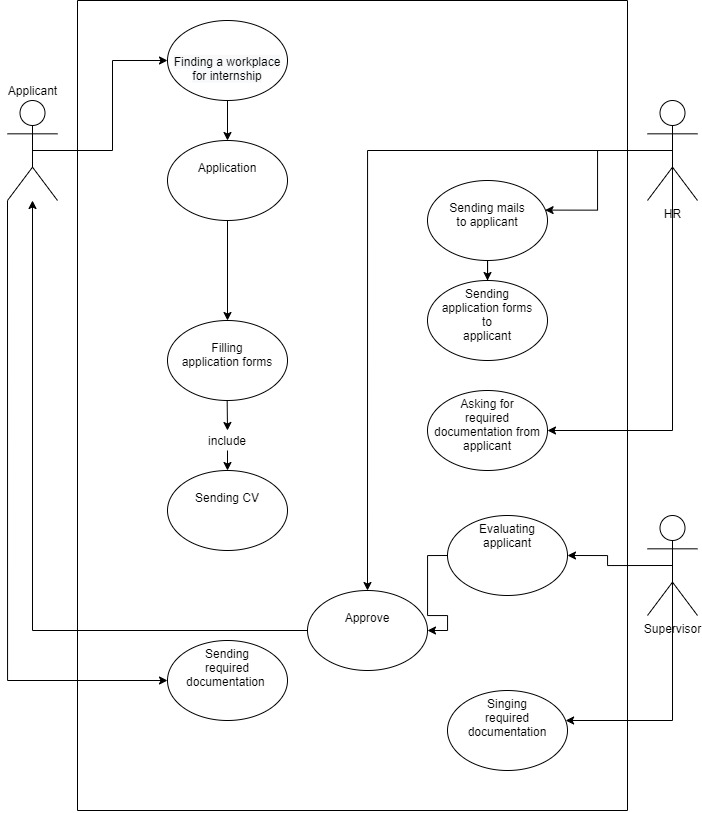 Finding a workplace
for internship
Applicant
Application
Sending mails
to applicant
HR
Sending
application forms
to
applicant
Filling
application forms
Asking for
required
documentation from
applicant
include
Sending CV
Evaluating
applicant
Approve
Supervisor
Sending
required
documentation
Singing
required
documentation